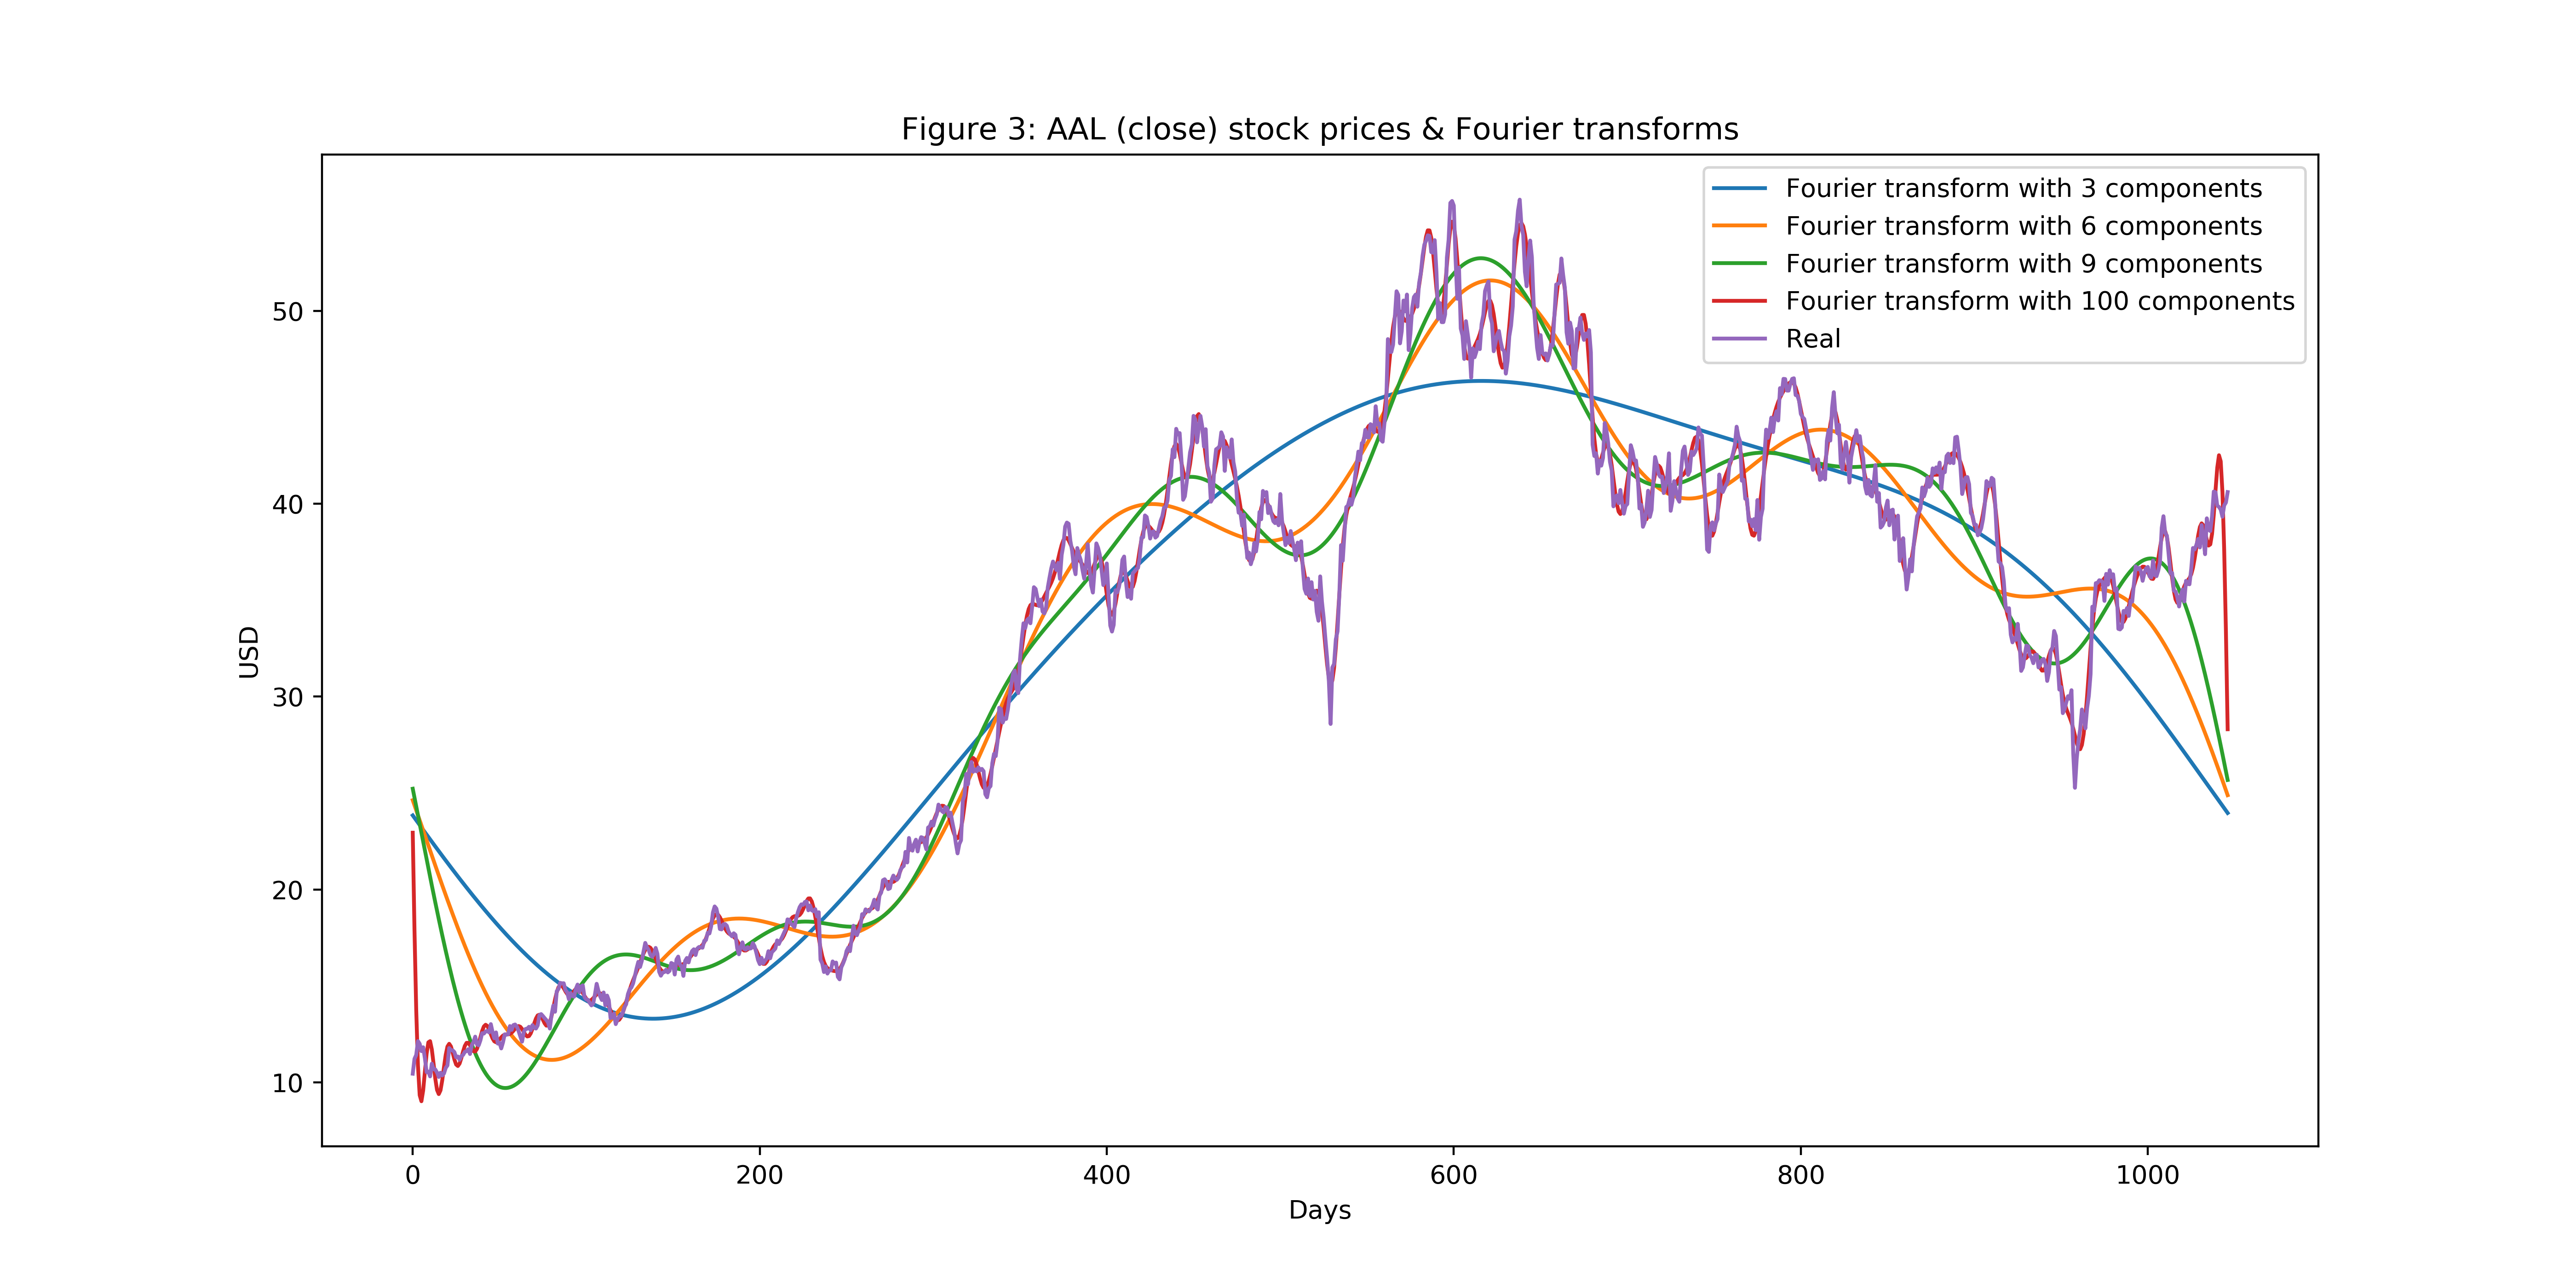 Figure 3: AAL (close) stock prices & Fourier transforms
Fourier transform with 3 components
Fourier transform with 6 components
Fourier transform with 9 components
Fourier transform with 100 components
Real
USD
50
40
30
20
10
0
200
400
600
800
1000
Days